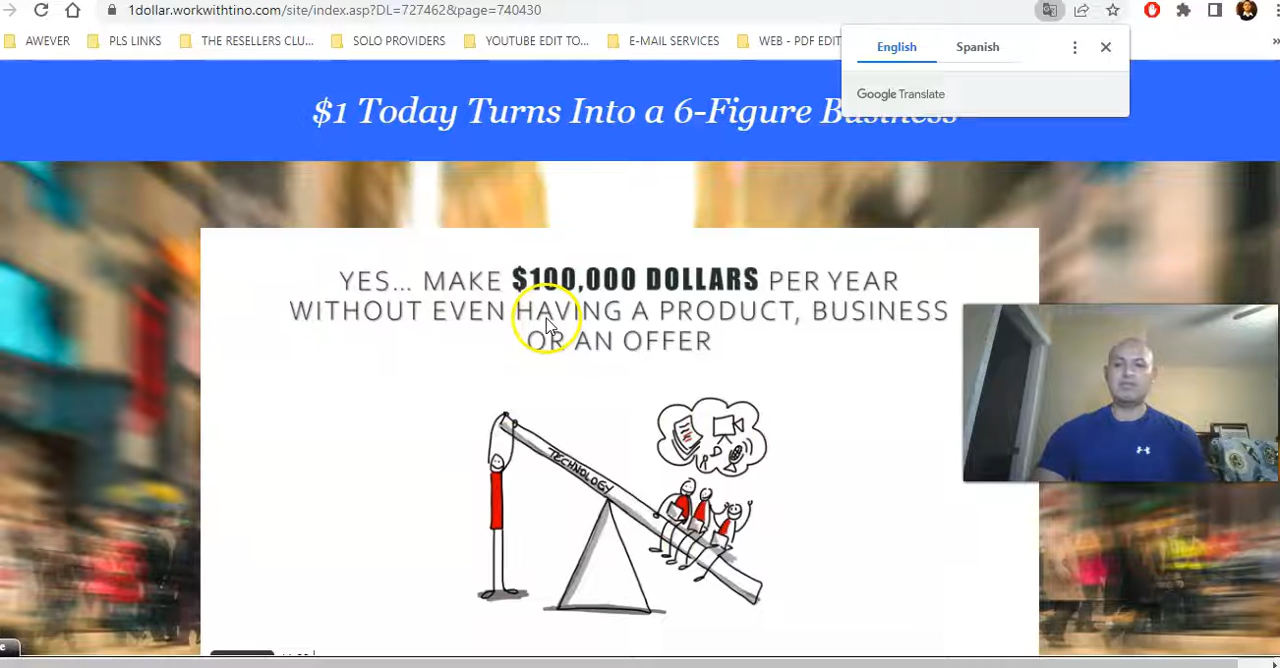 1dollar.workwithtino.com/site/index.asp?DL=727462&page=740430
AWEVER PLS LINKS THE RESELLERS CLU... SOLO PROVIDERS YOUTUBE EDIT TO... E-MAIL SERVICES WEB - PDF EDIT
English Spanish
Google Translate
$1 Today Turns Into a 6-Figure Business
YES... MAKE $100,000 DOLLARS PER YEAR
WITHOUT EVEN HAVING A PRODUCT, BUSINESS
OR AN OFFER
TECHNOLOGY